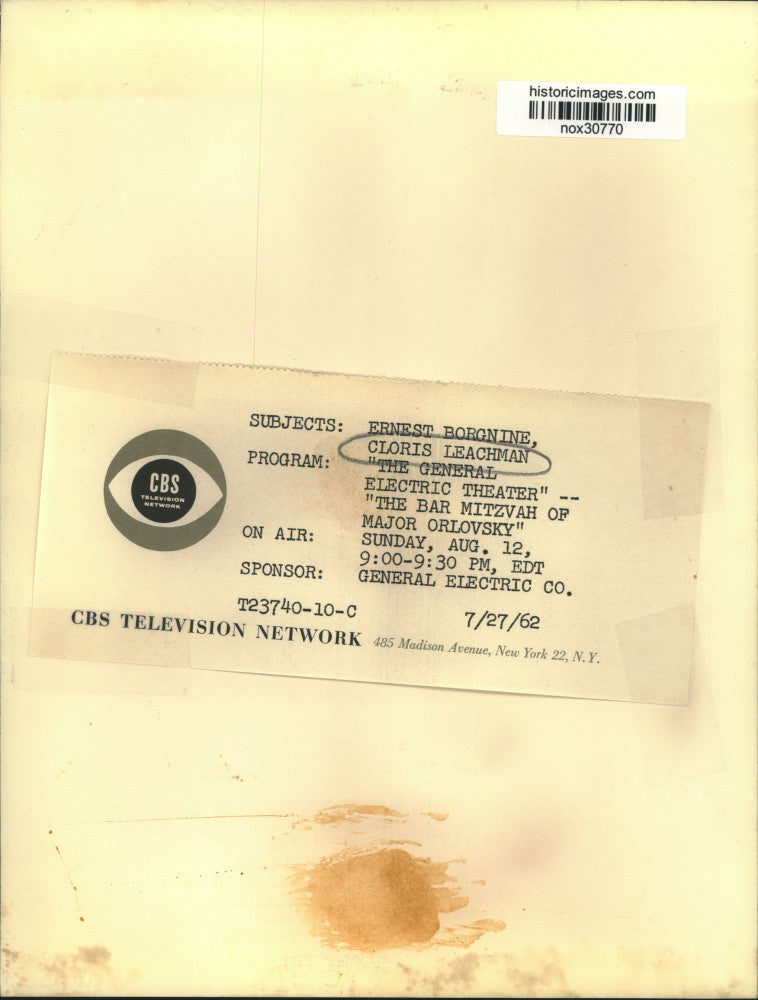 historicimages.com
nox30770
SUBJECTS: ERNEST BORGNINE,
CLORIS LEACHMAN
PROGRAM: "THE GENERAL
ELECTRIC THEATER" --
"THE BAR MITZVAH OF
MAJOR ORLOVSKY"
ON AIR: SUNDAY, AUG. 12,
9:00-9:30 PM, EDT
SPONSOR: GENERAL ELECTRIC CO.
T23740-10-C 7/27/62
CBS
TELEVISION
NETWORK
CBS TELEVISION NETWORK 485 Madison Avenue, New York 22, N.Y.